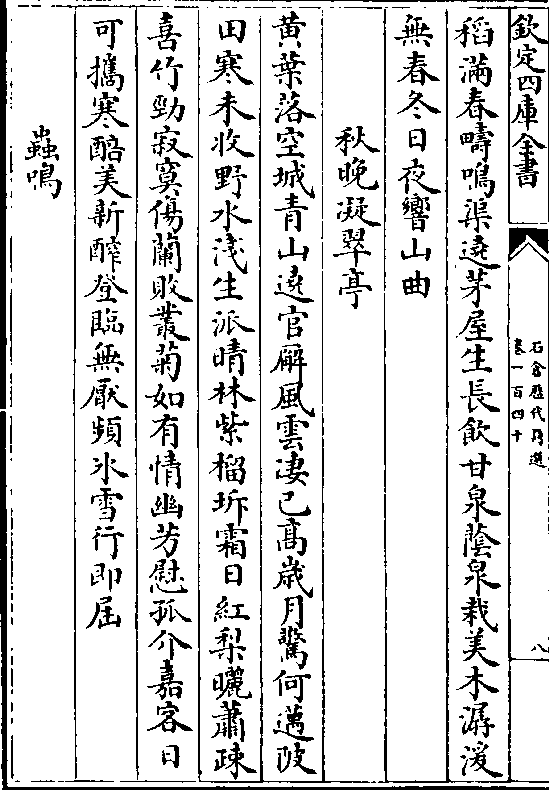 欽定四庫全書
石倉歷代詩選
卷一百四十
八
稻滿春疇鳴渠遶茅屋生長飲甘泉蔭泉栽美木潺湲
無春冬日夜響山曲
秋晚凝翠亭
黄葉落空城青山遶官廨風雲淒已高歲月驚何邁陂
田寒未收野水淺生派晴林紫榴坼霜日紅梨曬蕭疎
喜竹勁寂寞傷蘭敗叢菊如有情幽芳慰孤介嘉客日
可攜寒醅美新醡登臨無厭頻氷雪行即屆
蟲鳴